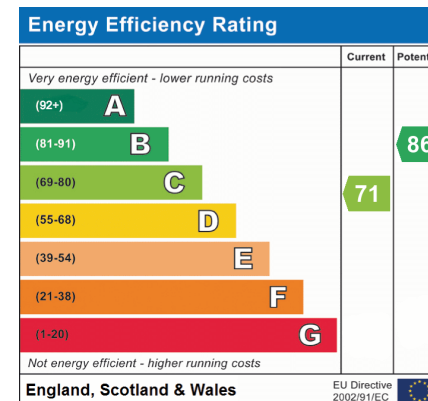 Energy Efficiency Rating
Current Potent
Very energy efficient - lower running costs
(92+) A
(81-91) B 86
(69-80) C 71
(55-68) D
(39-54) E
(21-38) F
(1-20) G
Not energy efficient - higher running costs
England, Scotland & Wales
EU Directive
2002/91/EC